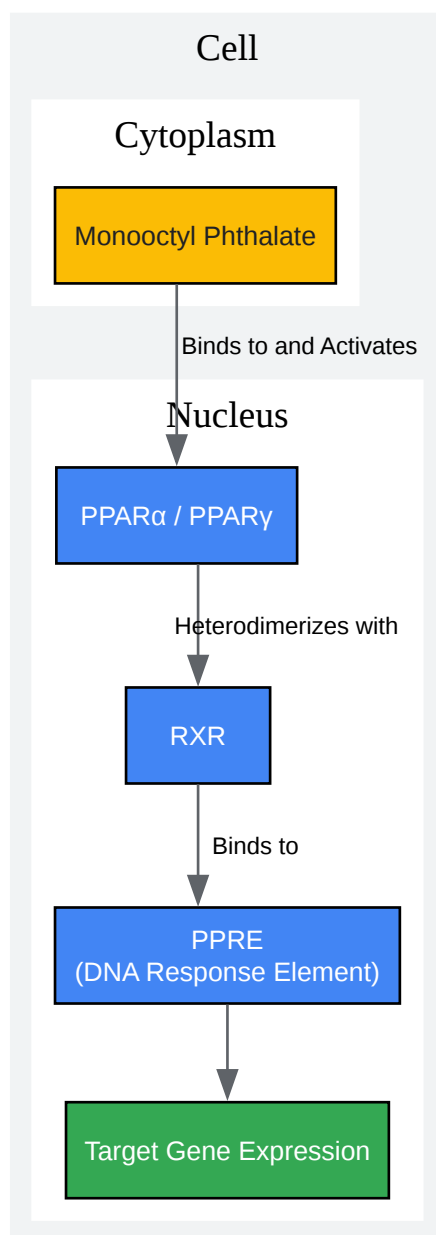 Cell
Cytoplasm
Monooctyl Phthalate
Binds to and Activates
Nucleus
PPARα / PPARγ
Heterodimerizes with
RXR
Binds to
PPRE
(DNA Response Element)
Target Gene Expression